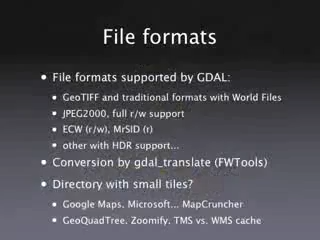 File formats
• File formats supported by GDAL:
• GeoTIFF and traditional formats with World Files
• JPEG2000, full r/w support
• ECW (r/w), MrSID (r)
• other with HDR support...
• Conversion by gdal_translate (FWTools)
• Directory with small tiles?
• Google Maps, Microsoft... MapCruncher
• GeoQuadTree, Zoomify, TMS vs. WMS cache